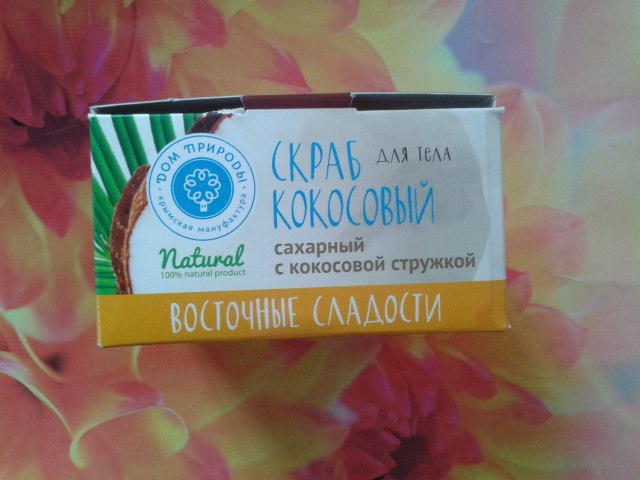 ДОМ ПРИРОДЫ
крымская мануфактура
Natural
100% natural product
СКРАБ для тела
КОКОСОВЫЙ
сахарный
с кокосовой стружкой
ВОСТОЧНЫЕ СЛАДОСТИ